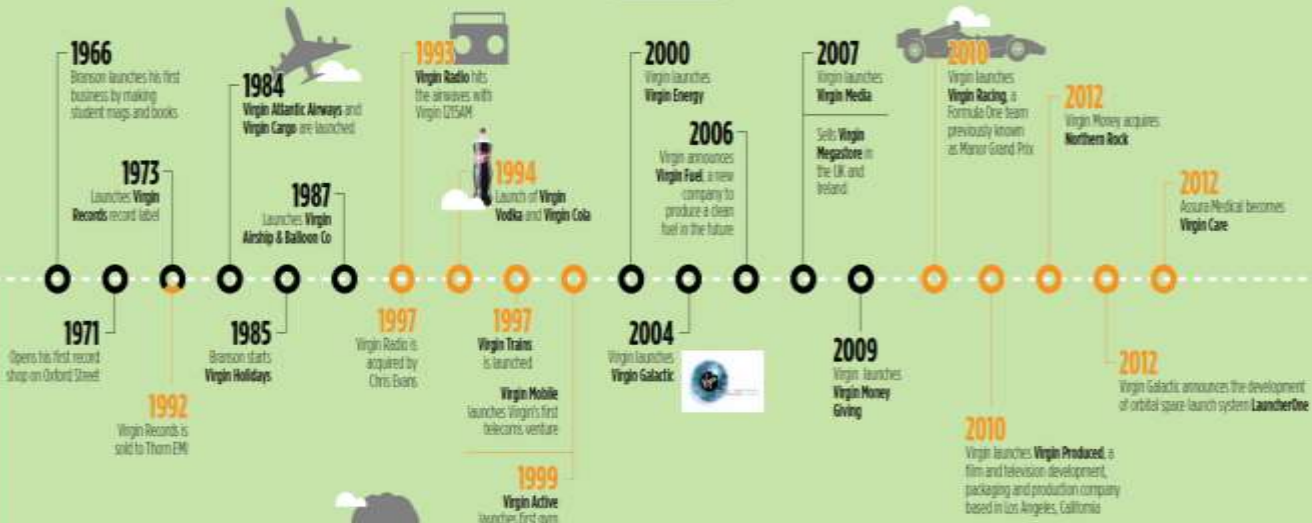 1966
Branson launches his first
business by making
student mags and books
1973
Launches Virgin
Records record label
1984
Virgin Atlantic Airways and
Virgin Cargo are launched
1987
Launches Virgin
Airship & Balloon Co
1993
Virgin Radio hits
the airwaves with
Virgin 1215AM
1994
Launch of Virgin
Vodka and Virgin Cola
2000
Virgin launches
Virgin Energy
2006
Virgin announces
Virgin Fuel, a new
company to
produce a clean
fuel in the future
2007
Virgin launches
Virgin Media
Sells Virgin
Megastore in
the UK and
Ireland
2010
Virgin launches
Virgin Racing, a
Formula One team
previously known
as Manor Grand Prix
2012
Virgin Money acquires
Northern Rock
2012
Assura Medical becomes
Virgin Care
1971
Opens his first record
shop on Oxford Street
1992
Virgin Records is
sold to Thorn EMI
1985
Branson starts
Virgin Holidays
1997
Virgin Radio is
acquired by
Chris Evans
1997
Virgin Trains
is launched
Virgin Mobile
launches Virgin's first
telecoms venture
1999
Virgin Active
launches first gym
2004
Virgin launches
Virgin Galactic
2009
Virgin launches
Virgin Money
Giving
2010
Virgin launches Virgin Produced, a
film and television development,
packaging and production company
based in Los Angeles, California
2012
Virgin Galactic announces the development
of orbital space launch system LauncherOne